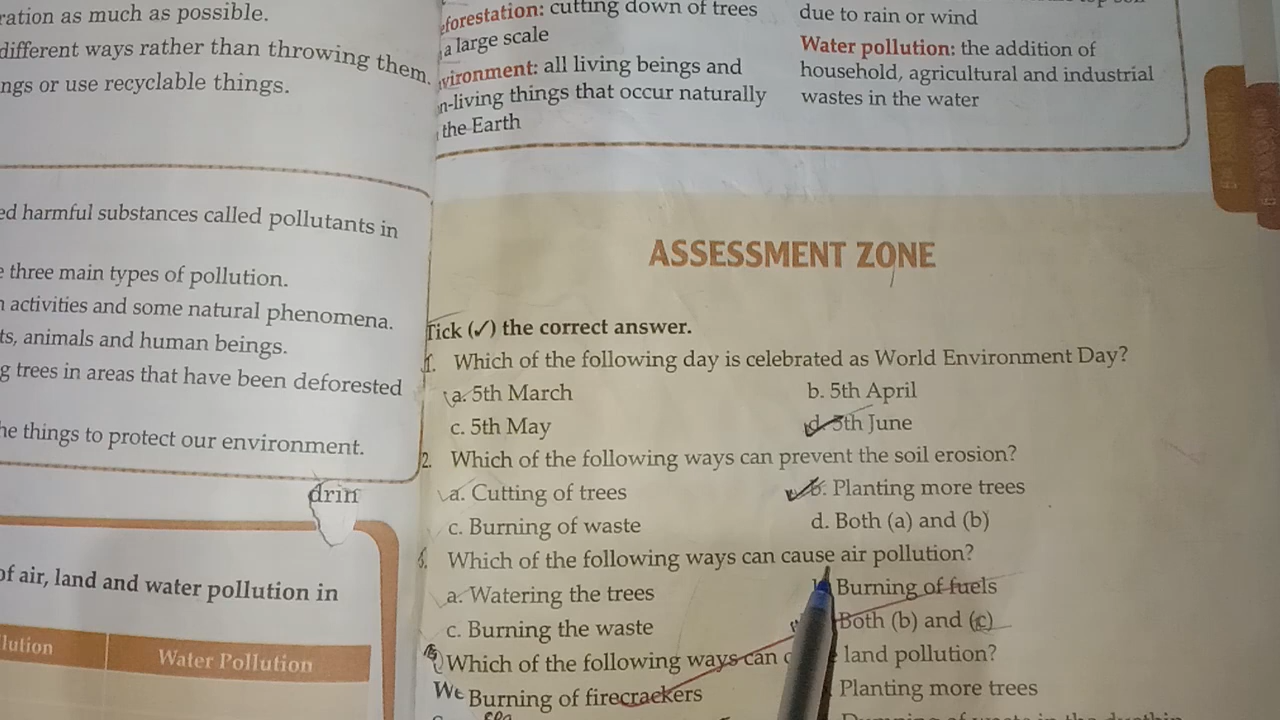 ration as much as possible.
different ways rather than throwing them.
ngs or use recyclable things.
ed harmful substances called pollutants in
three main types of pollution.
activities and some natural phenomena.
ts, animals and human beings.
g trees in areas that have been deforested
he things to protect our environment.
drin
of air, land and water pollution in
lution
Water Pollution
eforestation: cutting down of trees
a large scale
vironment: all living beings and
n-living things that occur naturally
the Earth
due to rain or wind
Water pollution: the addition of
household, agricultural and industrial
wastes in the water
ASSESSMENT ZONE
Tick (✓) the correct answer.
1. Which of the following day is celebrated as World Environment Day?
a. 5th March
b. 5th April
c. 5th May
d. 5th June
2. Which of the following ways can prevent the soil erosion?
a. Cutting of trees
b. Planting more trees
c. Burning of waste
d. Both (a) and (b)
Which of the following ways can cause air pollution?
a. Watering the trees
Burning of fuels
c. Burning the waste
Both (b) and (c)
Which of the following ways can land pollution?
We Burning of firecrackers
Planting more trees